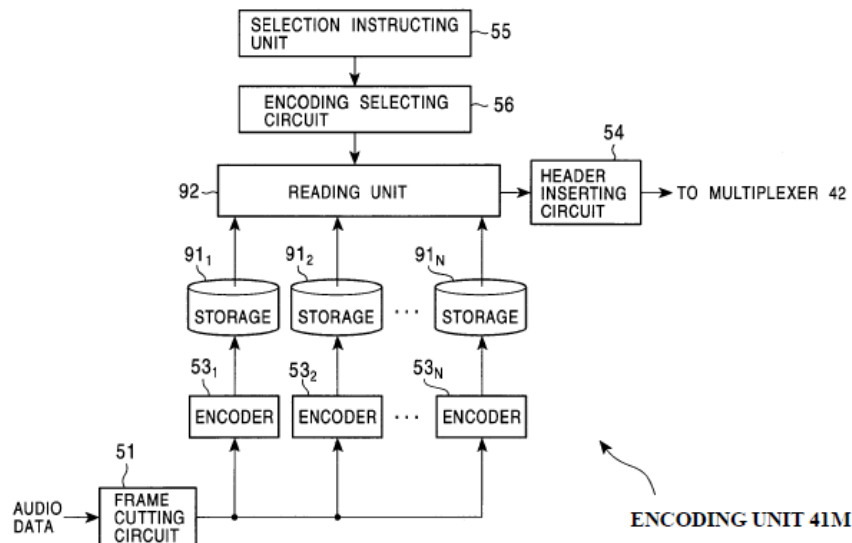 SELECTION INSTRUCTING
UNIT
55
ENCODING SELECTING
CIRCUIT
56
54
92
READING UNIT
HEADER
INSERTING
CIRCUIT
TO MULTIPLEXER 42
91₁
91₂
91N
STORAGE
STORAGE
...
STORAGE
53₁
53₂
53N
ENCODER
ENCODER
...
ENCODER
51
AUDIO
DATA
FRAME
CUTTING
CIRCUIT
ENCODING UNIT 41M